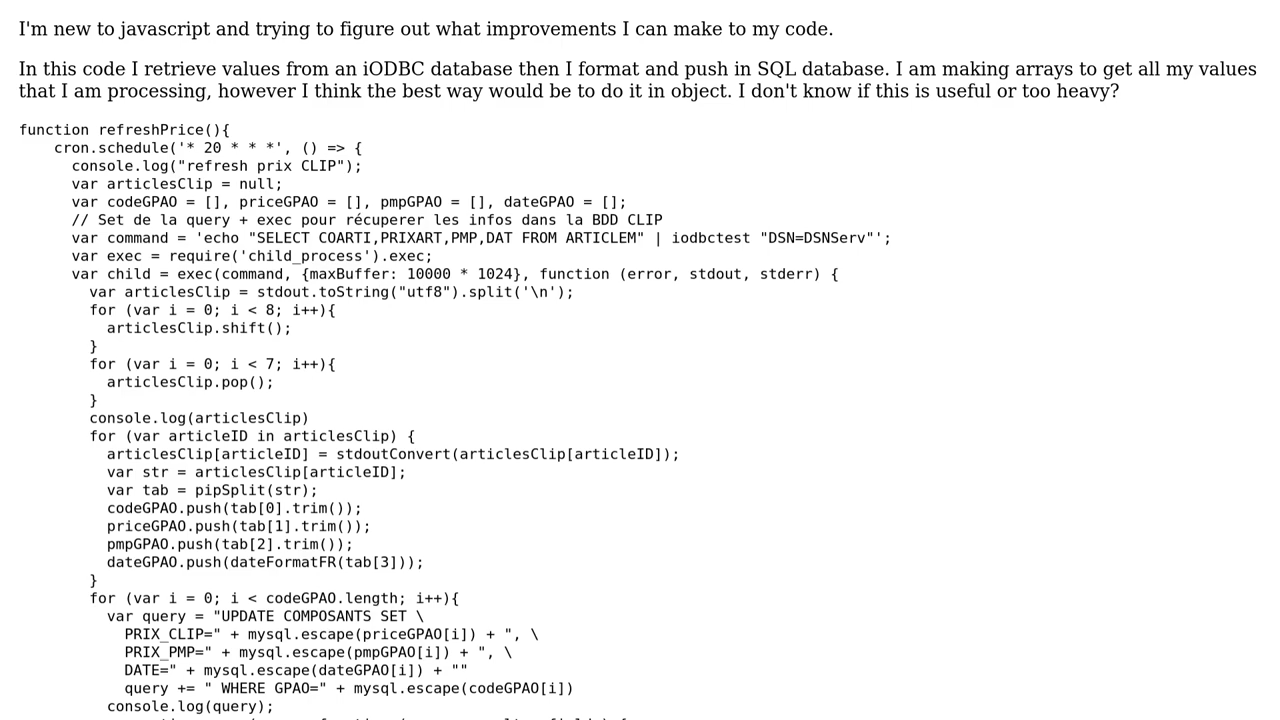 I'm new to javascript and trying to figure out what improvements I can make to my code.
In this code I retrieve values from an iODBC database then I format and push in SQL database. I am making arrays to get all my values
that I am processing, however I think the best way would be to do it in object. I don't know if this is useful or too heavy?
function refreshPrice(){
    cron.schedule('* 20 * * *', () => {
      console.log("refresh prix CLIP");
      var articlesClip = null;
      var codeGPAO = [], priceGPAO = [], pmpGPAO = [], dateGPAO = [];
      // Set de la query + exec pour récuperer les infos dans la BDD CLIP
      var command = 'echo "SELECT COARTI,PRIXART,PMP,DAT FROM ARTICLEM" | iodbctest "DSN=DSNServ"';
      var exec = require('child_process').exec;
      var child = exec(command, {maxBuffer: 10000 * 1024}, function (error, stdout, stderr) {
        var articlesClip = stdout.toString("utf8").split('\n');
        for (var i = 0; i < 8; i++){
          articlesClip.shift();
        }
        for (var i = 0; i < 7; i++){
          articlesClip.pop();
        }
        console.log(articlesClip)
        for (var articleID in articlesClip) {
          articlesClip[articleID] = stdoutConvert(articlesClip[articleID]);
          var str = articlesClip[articleID];
          var tab = pipSplit(str);
          codeGPAO.push(tab[0].trim());
          priceGPAO.push(tab[1].trim());
          pmpGPAO.push(tab[2].trim());
          dateGPAO.push(dateFormatFR(tab[3]));
        }
        for (var i = 0; i < codeGPAO.length; i++){
          var query = "UPDATE COMPOSANTS SET \
            PRIX_CLIP=" + mysql.escape(priceGPAO[i]) + ", \
            PRIX_PMP=" + mysql.escape(pmpGPAO[i]) + ", \
            DATE=" + mysql.escape(dateGPAO[i]) + ""
            query += " WHERE GPAO=" + mysql.escape(codeGPAO[i])
          console.log(query);